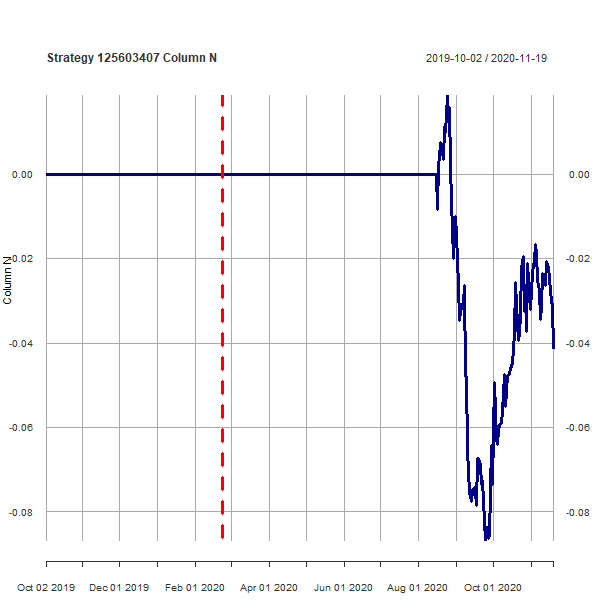 Strategy 125603407 Column N
2019-10-02 / 2020-11-19
0.00
0.00
-0.02
-0.02
Column N
-0.04
-0.04
-0.06
-0.06
-0.08
-0.08
Oct 02 2019
Dec 01 2019
Feb 01 2020
Apr 01 2020
Jun 01 2020
Aug 01 2020
Oct 01 2020